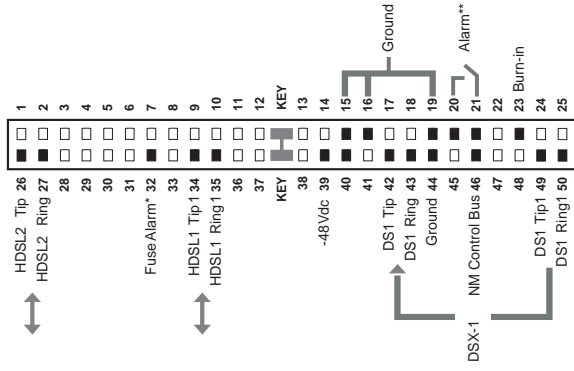 HDSL2 Tip 26 1
HDSL2 Ring 27 2
28 3
29 4
30 5
31 6
Fuse Alarm* 32 7
33 8
HDSL1 Tip 1 34 9
HDSL1 Ring1 35 10
36 11
37 12
KEY KEY
38 13
-48 Vdc 39 14
40 15
41 16
Ground
DS1 Tip 42 17
DS1 Ring 43 18
Ground 44 19
45 20
Alarm**
NM Control Bus 46 21
47 22
48 23 Burn-in
DS1 Tip1 49 24
DS1 Ring1 50 25
DSX-1